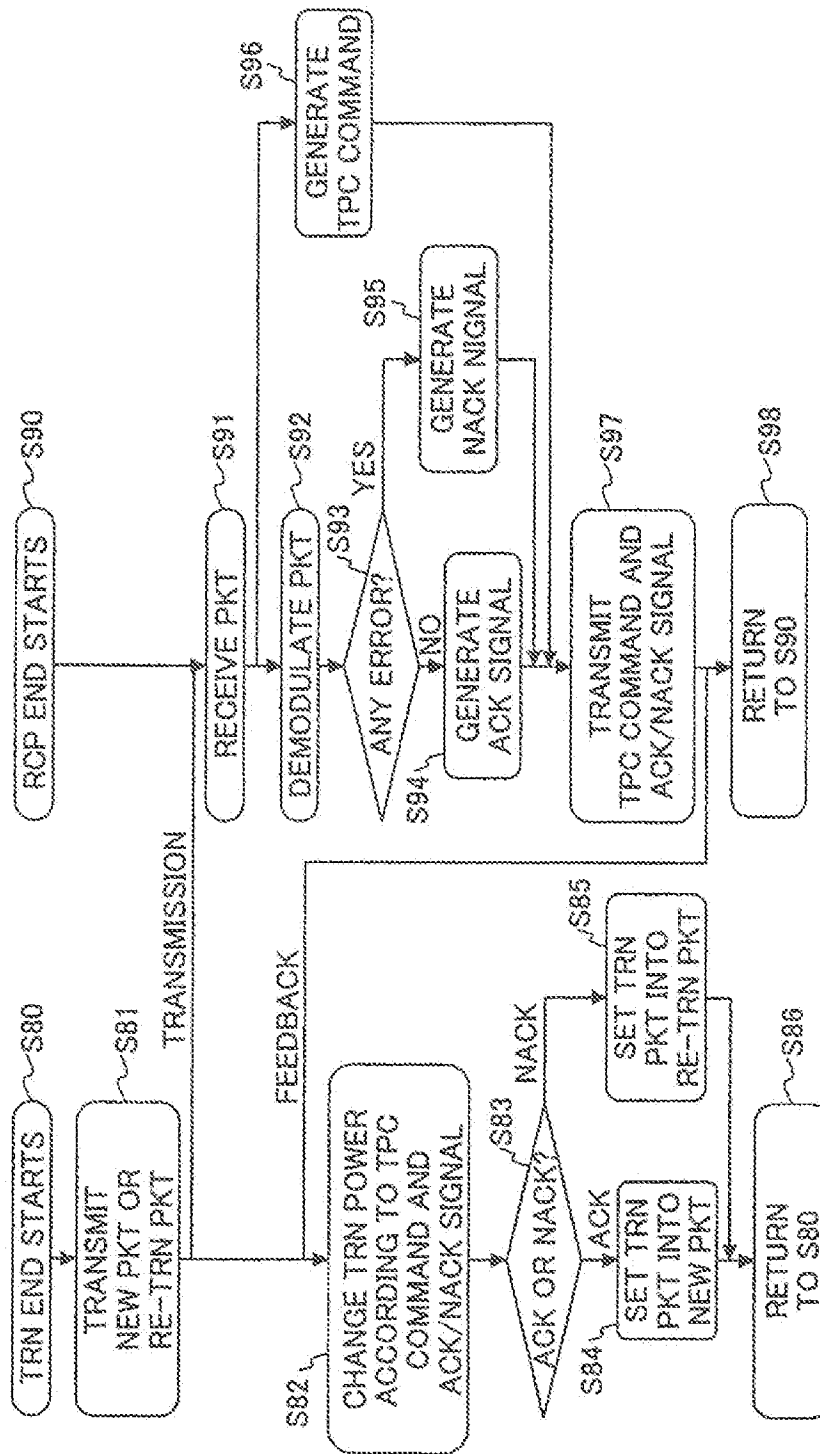 TRN END STARTS
S80
TRANSMIT
NEW PKT OR
RE-TRN PKT
S81
TRANSMISSION
FEEDBACK
S82
CHANGE TRN POWER
ACCORDING TO TPC
COMMAND AND
ACK/NACK SIGNAL
ACK OR NACK?
S83
NACK
ACK
S84
SET TRN
PKT INTO
NEW PKT
S85
SET TRN
PKT INTO
RE-TRN PKT
RETURN
TO S80
S86
RCP END STARTS
S90
RECEIVE PKT
S91
DEMODULATE PKT
S92
ANY ERROR?
S93
YES
NO
S94
GENERATE
ACK SIGNAL
S95
GENERATE
NACK NIGNAL
S96
GENERATE
TPC COMMAND
TRANSMIT
TPC COMMAND AND
ACK/NACK SIGNAL
S97
RETURN
TO S90
S98